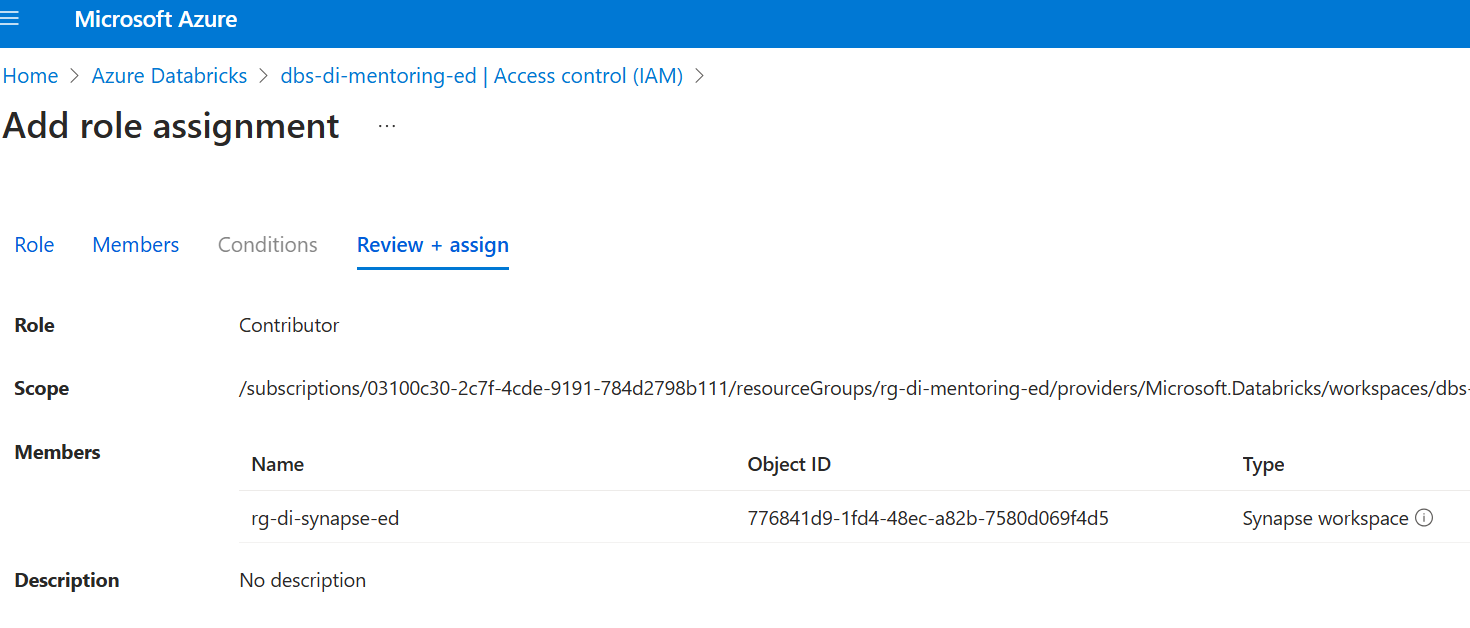 Microsoft Azure
Home > Azure Databricks > dbs-di-mentoring-ed | Access control (IAM) >
Add role assignment ...
Role Members Conditions Review + assign
Role Contributor
Scope /subscriptions/03100c30-2c7f-4cde-9191-784d2798b111/resourceGroups/rg-di-mentoring-ed/providers/Microsoft.Databricks/workspaces/dbs-
Members
Name Object ID Type
rg-di-synapse-ed 776841d9-1fd4-48ec-a82b-7580d069f4d5 Synapse workspace
Description No description